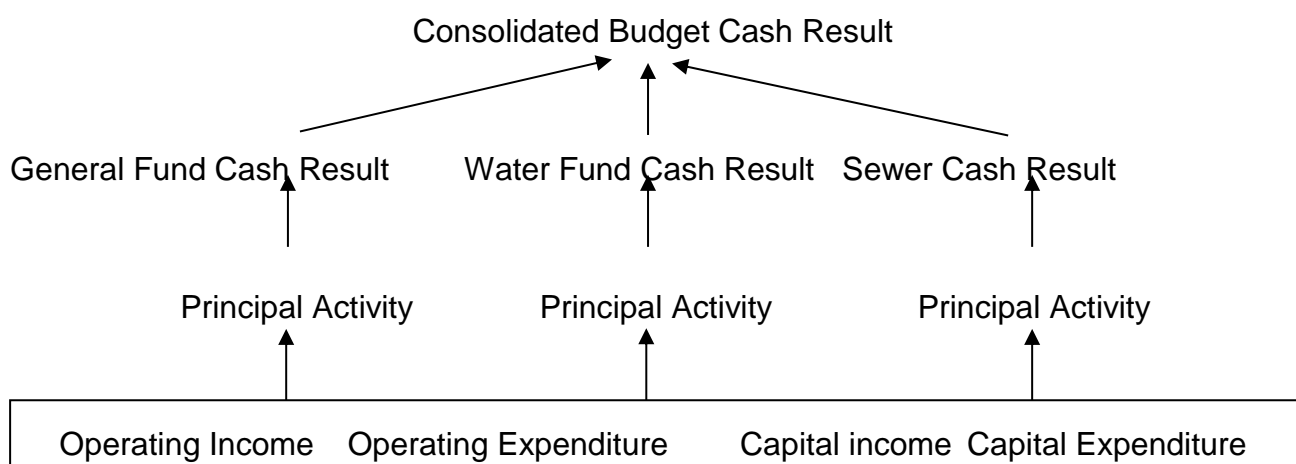 Consolidated Budget Cash Result
General Fund Cash Result Water Fund Cash Result Sewer Cash Result
Principal Activity Principal Activity Principal Activity
Operating Income Operating Expenditure Capital income Capital Expenditure